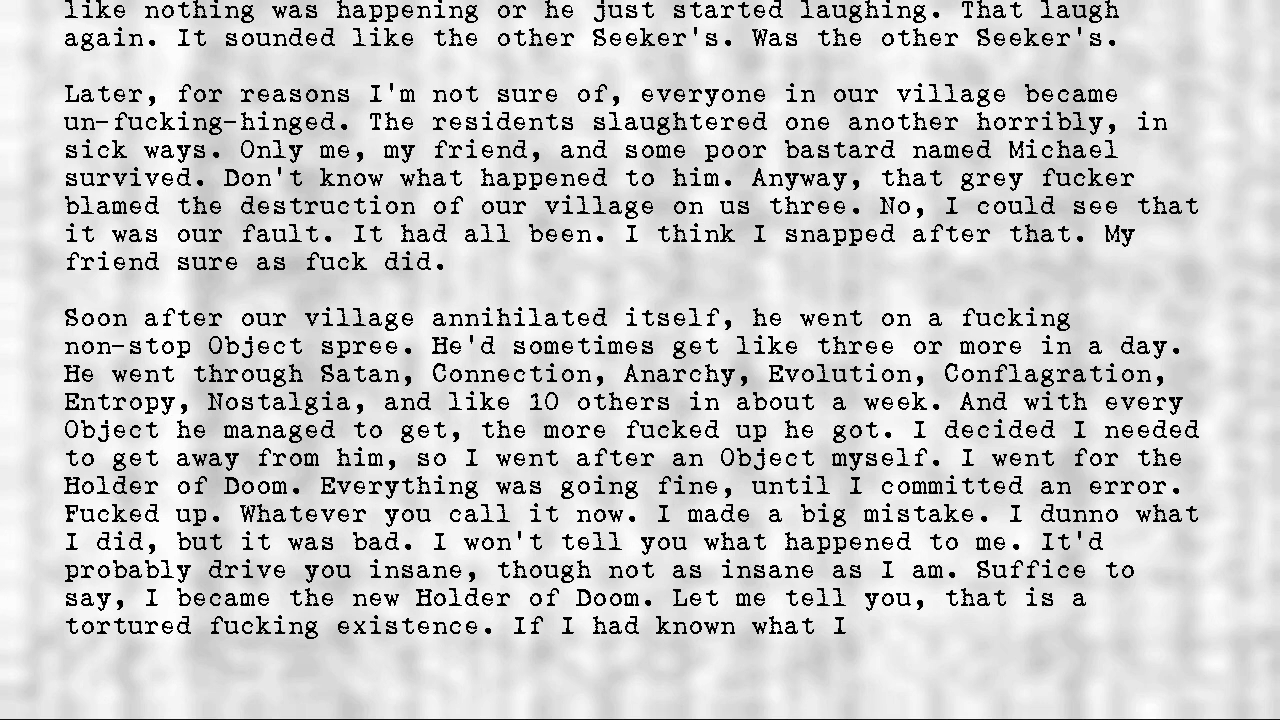 like nothing was happening or he just started laughing. That laugh
again. It sounded like the other Seeker's. Was the other Seeker's.
Later, for reasons I'm not sure of, everyone in our village became
un-fucking-hinged. The residents slaughtered one another horribly, in
sick ways. Only me, my friend, and some poor bastard named Michael
survived. Don't know what happened to him. Anyway, that grey fucker
blamed the destruction of our village on us three. No, I could see that
it was our fault. It had all been. I think I snapped after that. My
friend sure as fuck did.
Soon after our village annihilated itself, he went on a fucking
non-stop Object spree. He'd sometimes get like three or more in a day.
He went through Satan, Connection, Anarchy, Evolution, Conflagration,
Entropy, Nostalgia, and like 10 others in about a week. And with every
Object he managed to get, the more fucked up he got. I decided I needed
to get away from him, so I went after an Object myself. I went for the
Holder of Doom. Everything was going fine, until I committed an error.
Fucked up. Whatever you call it now. I made a big mistake. I dunno what
I did, but it was bad. I won't tell you what happened to me. It'd
probably drive you insane, though not as insane as I am. Suffice to
say, I became the new Holder of Doom. Let me tell you, that is a
tortured fucking existence. If I had known what I